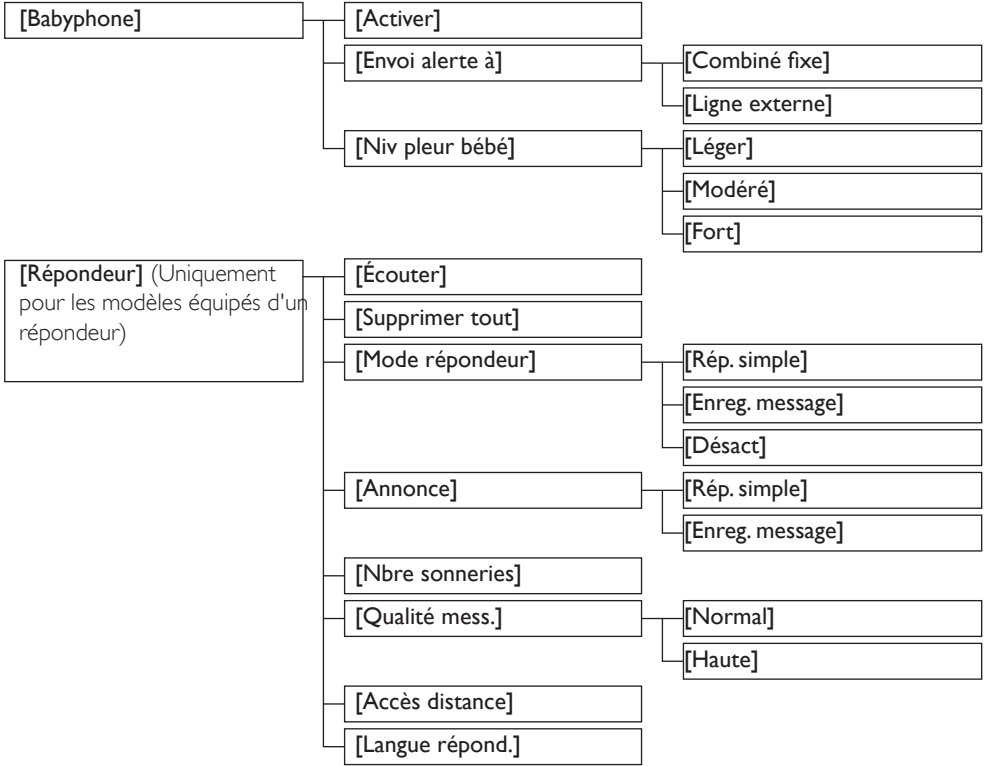 [Babyphone]
[Activer]
[Envoi alerte à]
[Combiné fixe]
[Ligne externe]
[Niv pleur bébé]
[Léger]
[Modéré]
[Fort]
[Répondeur] (Uniquement
pour les modèles équipés d'un
répondeur)
[Écouter]
[Supprimer tout]
[Mode répondeur]
[Rép. simple]
[Enreg. message]
[Désact]
[Annonce]
[Rép. simple]
[Enreg. message]
[Nbre sonneries]
[Qualité mess.]
[Normal]
[Haute]
[Accès distance]
[Langue répond.]